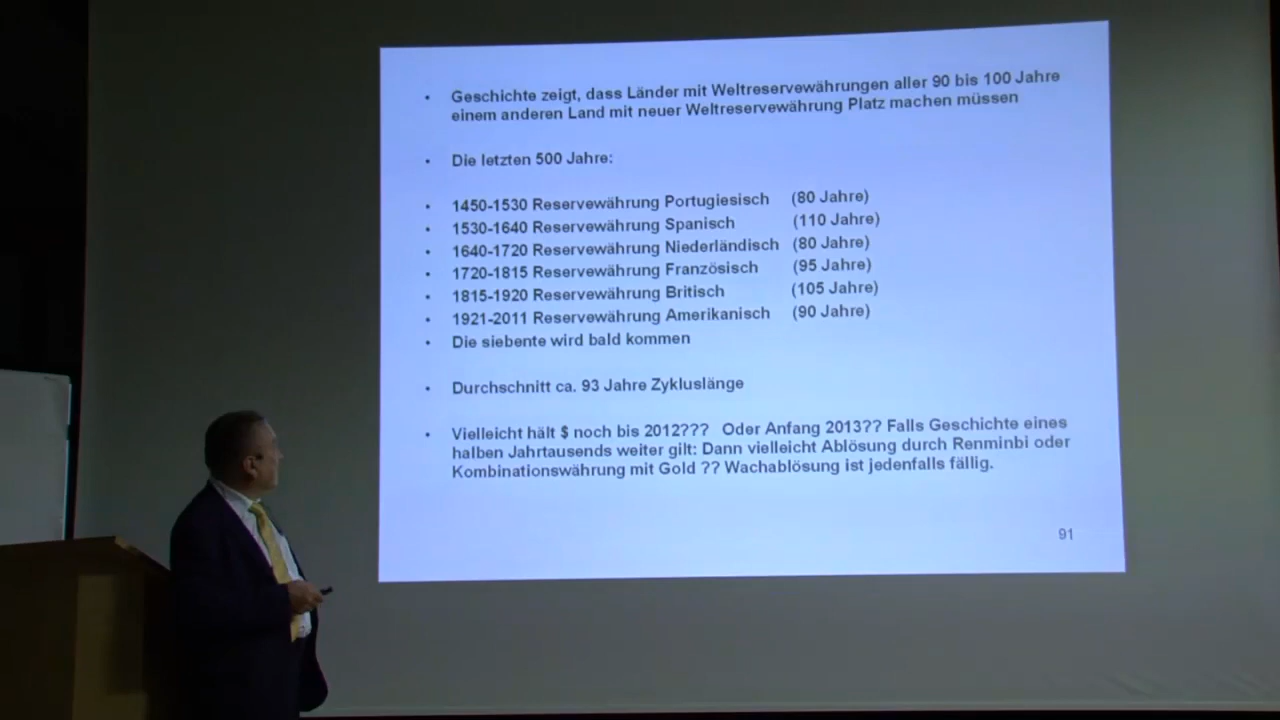 • Geschichte zeigt, dass Länder mit Weltreservewährungen aller 90 bis 100 Jahre
einem anderen Land mit neuer Weltreservewährung Platz machen müssen
• Die letzten 500 Jahre:
• 1450-1530 Reservewährung Portugiesisch (80 Jahre)
• 1530-1640 Reservewährung Spanisch (110 Jahre)
• 1640-1720 Reservewährung Niederländisch (80 Jahre)
• 1720-1815 Reservewährung Französisch (95 Jahre)
• 1815-1920 Reservewährung Britisch (105 Jahre)
• 1921-2011 Reservewährung Amerikanisch (90 Jahre)
• Die siebente wird bald kommen
• Durchschnitt ca. 93 Jahre Zykluslänge
• Vielleicht hält $ noch bis 2012??? Oder Anfang 2013?? Falls Geschichte eines
halben Jahrtausends weiter gilt: Dann vielleicht Ablösung durch Renminbi oder
Kombinationswährung mit Gold ?? Wachablösung ist jedenfalls fällig.
91